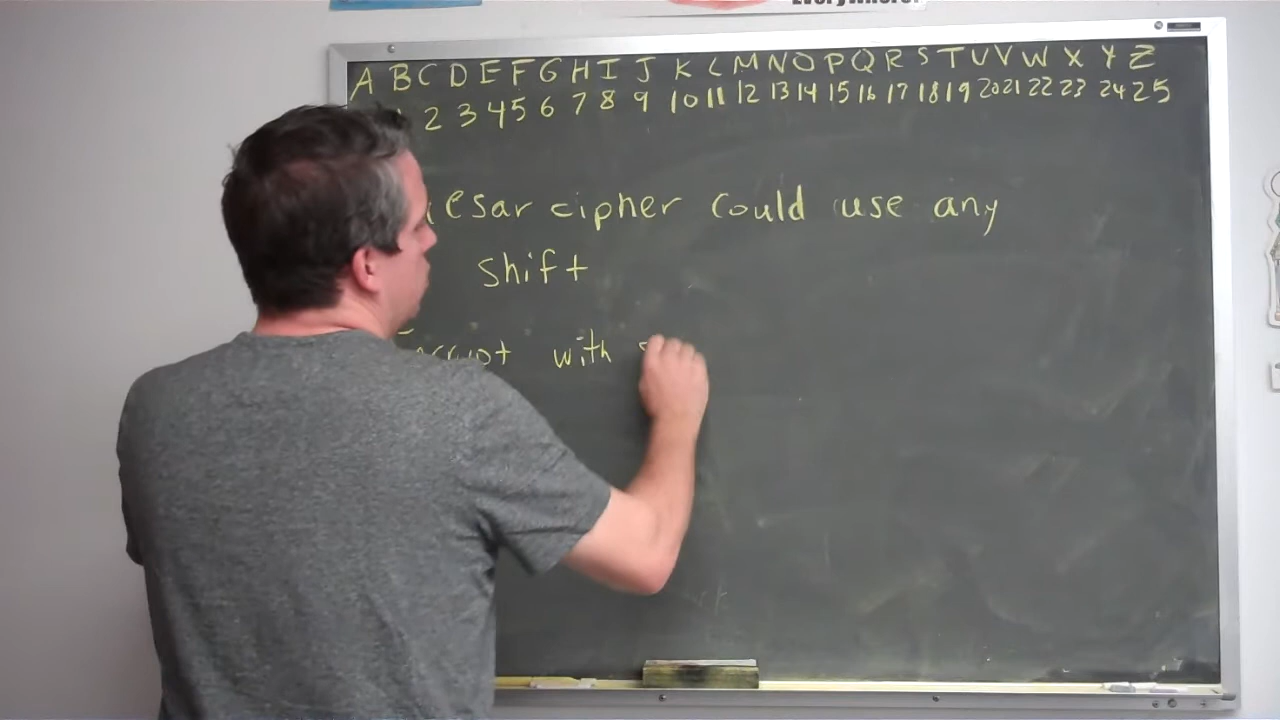 Everywhere!
A B C D E F G H I J K L M N O P Q R S T U V W X Y Z
2 3 4 5 6 7 8 9 10 11 12 13 14 15 16 17 18 19 20 21 22 23 24 25
cipher could use any
shift
with